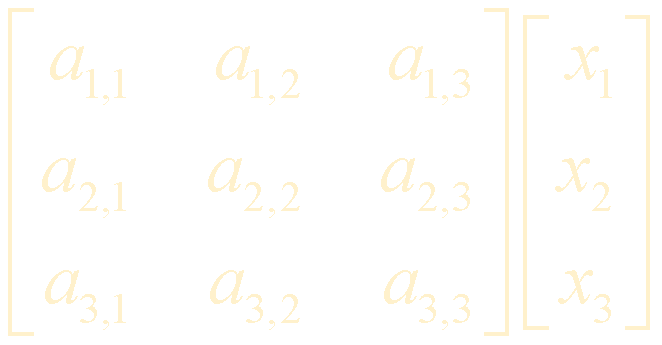 a1,1 a1,2 a1,3 x1
a2,1 a2,2 a2,3 x2
a3,1 a3,2 a3,3 x3